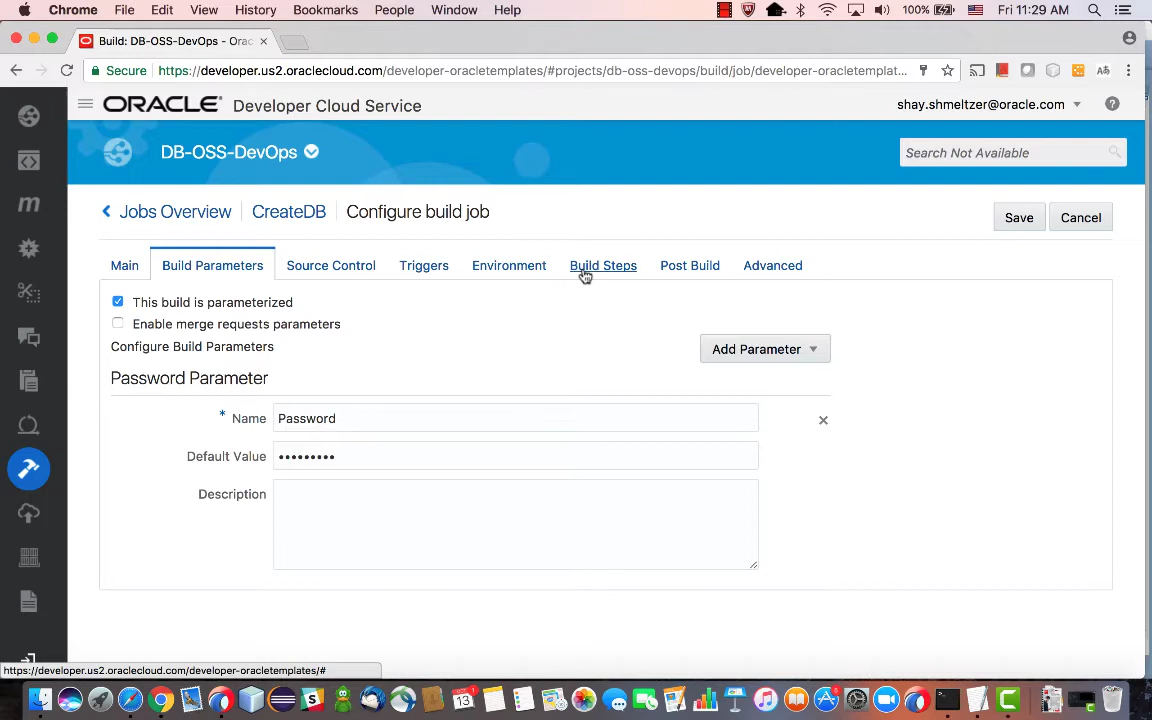 Chrome File Edit View History Bookmarks People Window Help 100% Fri 11:29 AM
Build: DB-OSS-DevOps - Orac
Secure https://developer.us2.oraclecloud.com/developer-oracletemplates/#projects/db-oss-devops/build/job/developer-oracletemplat...
ORACLE Developer Cloud Service shay.shmeltzer@oracle.com
DB-OSS-DevOps Search Not Available
Jobs Overview CreateDB Configure build job Save Cancel
Main Build Parameters Source Control Triggers Environment Build Steps Post Build Advanced
This build is parameterized
Enable merge requests parameters
Configure Build Parameters Add Parameter
Password Parameter
* Name Password
Default Value •••••••••
Description
https://developer.us2.oraclecloud.com/developer-oracletemplates/#